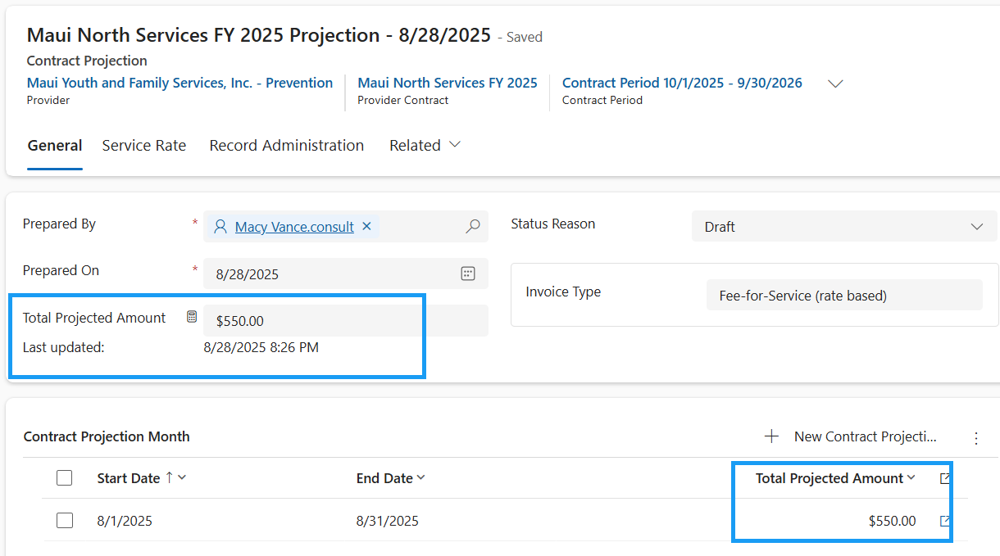 Maui North Services FY 2025 Projection - 8/28/2025 - Saved
Contract Projection
Maui Youth and Family Services, Inc. - Prevention
Provider
Maui North Services FY 2025
Provider Contract
Contract Period 10/1/2025 - 9/30/2026
Contract Period
General Service Rate Record Administration Related
Prepared By * Macy Vance.consult
Status Reason Draft
Prepared On * 8/28/2025
Invoice Type Fee-for-Service (rate based)
Total Projected Amount $550.00
Last updated: 8/28/2025 8:26 PM
Contract Projection Month
New Contract Projecti...
Start Date End Date Total Projected Amount
8/1/2025 8/31/2025 $550.00